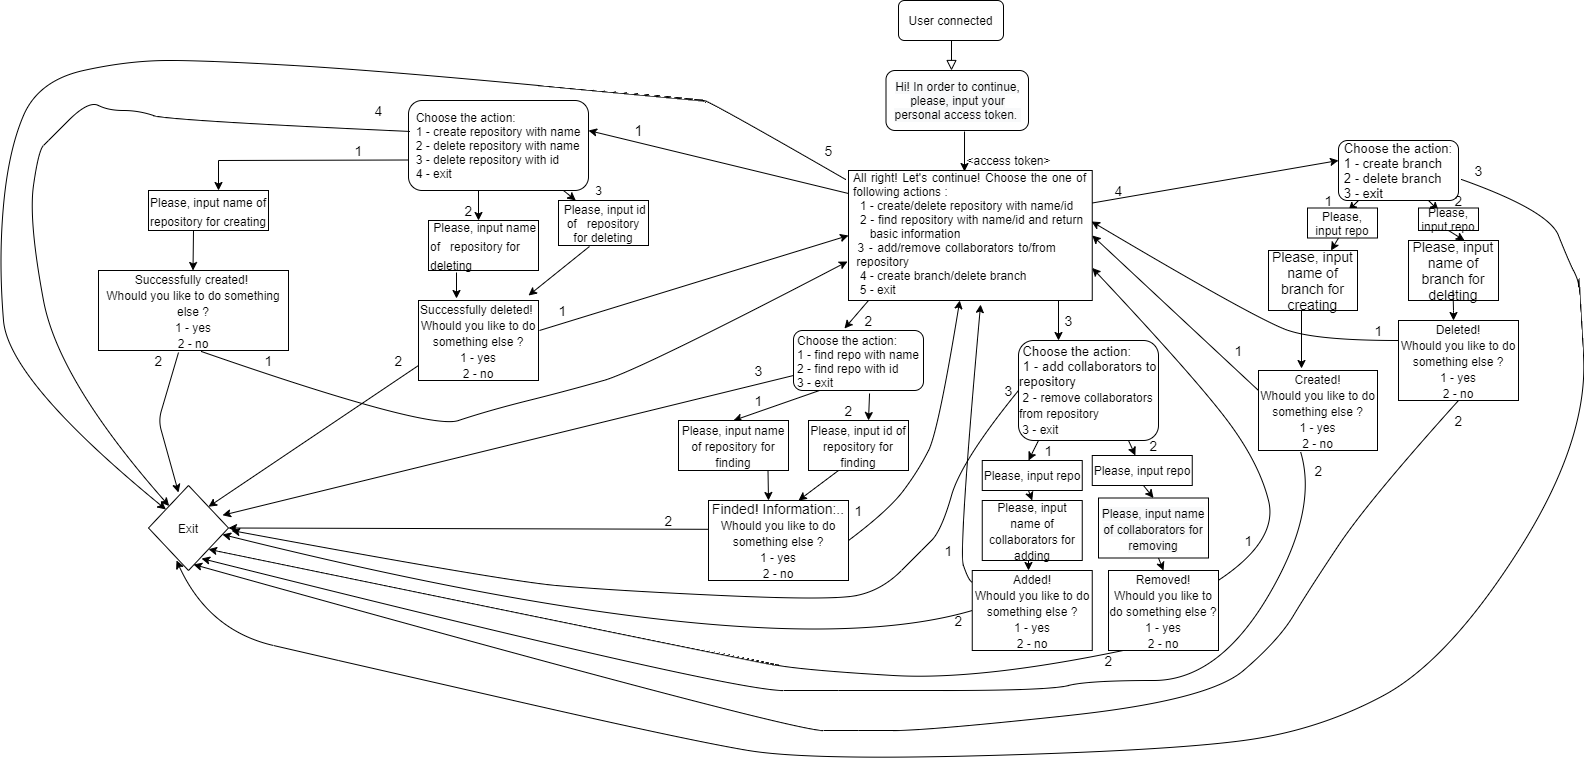 User connected
Hi! In order to continue,
please, input your
personal access token.
<access token>
All right! Let's continue! Choose the one of
following actions :
1 - create/delete repository with name/id
2 - find repository with name/id and return
basic information
3 - add/remove collaborators to/from
repository
4 - create branch/delete branch
5 - exit
5
1
4
2
3
Choose the action:
1 - create repository with name
2 - delete repository with name
3 - delete repository with id
4 - exit
4
1
2
3
Please, input name of
repository for creating
Please, input name
of repository for
deleting
Please, input id
of repository
for deleting
Successfully created!
Whould you like to do something
else ?
1 - yes
2 - no
2
1
Successfully deleted!
Whould you like to do
something else ?
1 - yes
2 - no
1
2
Choose the action:
1 - find repo with name
2 - find repo with id
3 - exit
3
1
2
Please, input name
of repository for
finding
Please, input id of
repository for
finding
Finded! Information:..
Whould you like to do
something else ?
1 - yes
2 - no
2
1
Choose the action:
1 - add collaborators to
repository
2 - remove collaborators
from repository
3 - exit
3
1
2
Please, input repo
Please, input repo
Please, input
name of
collaborators for
adding
Please, input name
of collaborators for
removing
Added!
Whould you like to do
something else ?
1 - yes
2 - no
1
2
Removed!
Whould you like to
do something else ?
1 - yes
2 - no
1
2
Choose the action:
1 - create branch
2 - delete branch
3 - exit
3
1
2
Please,
input repo
Please,
input repo
Please, input
name of
branch for
creating
Please, input
name of
branch for
deleting
Created!
Whould you like to do
something else ?
1 - yes
2 - no
1
2
Deleted!
Whould you like to do
something else ?
1 - yes
2 - no
1
2
Exit